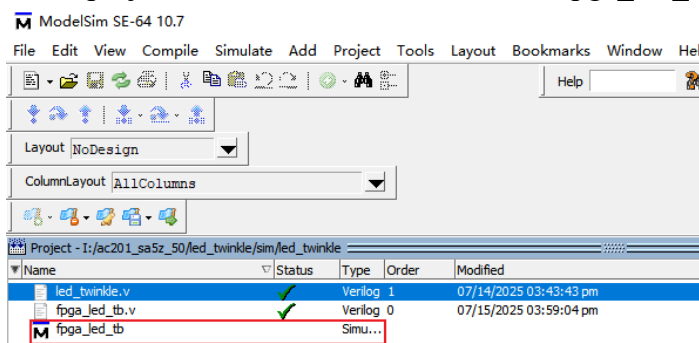 ModelSim SE-64 10.7
File Edit View Compile Simulate Add Project Tools Layout Bookmarks Window Hel
Help
Layout NoDesign
ColumnLayout AllColumns
Project - I:/ac201_sa5z_50/led_twinkle/sim/led_twinkle
Name Status Type Order Modified
led_twinkle.v Verilog 1 07/14/2025 03:43:43 pm
fpga_led_tb.v Verilog 0 07/15/2025 03:59:04 pm
fpga_led_tb Simu...